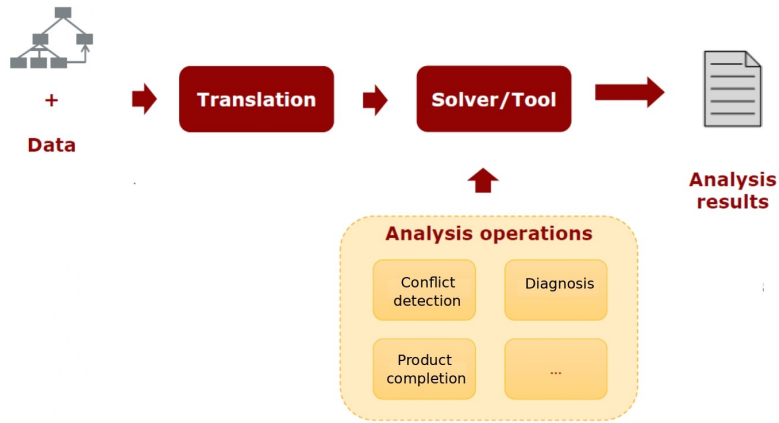 +
Data
Translation
Solver/Tool
Analysis
results
Analysis operations
Conflict
detection
Diagnosis
Product
completion
...